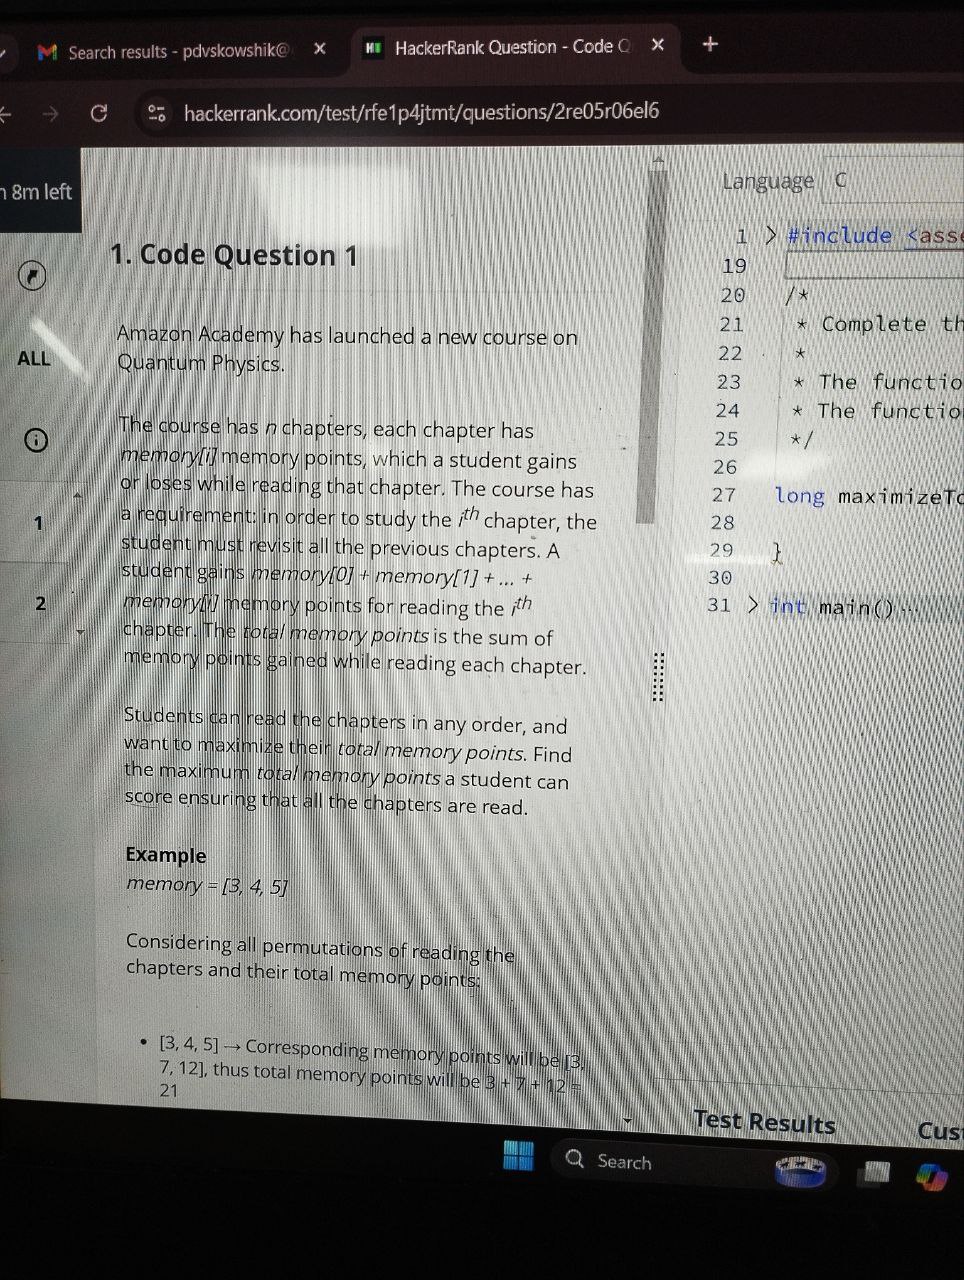 Search results - pdvskowshik@
HackerRank Question - Code Q
hackerrank.com/test/rfe1p4jtmt/questions/2re05r06el6
8m left
ALL
1
2
1. Code Question 1
Amazon Academy has launched a new course on
Quantum Physics.
The course has n chapters, each chapter has
memory[i] memory points, which a student gains
or loses while reading that chapter. The course has
a requirement: in order to study the ith chapter, the
student must revisit all the previous chapters. A
student gains memory[0] + memory[1] + ... +
memory[i] memory points for reading the ith
chapter. The total memory points is the sum of
memory points gained while reading each chapter.
Students can read the chapters in any order, and
want to maximize their total memory points. Find
the maximum total memory points a student can
score ensuring that all the chapters are read.
Example
memory = [3, 4, 5]
Considering all permutations of reading the
chapters and their total memory points:
• [3, 4, 5] → Corresponding memory points will be [3,
7, 12], thus total memory points will be 3 + 7 + 12 =
21
Language C
1 > #include <asse
19
20 /*
21 * Complete th
22 *
23 * The functio
24 * The function
25 */
26
27 long maximizeTo
28
29 }
30
31 > int main() ...
Test Results
Cus
Search